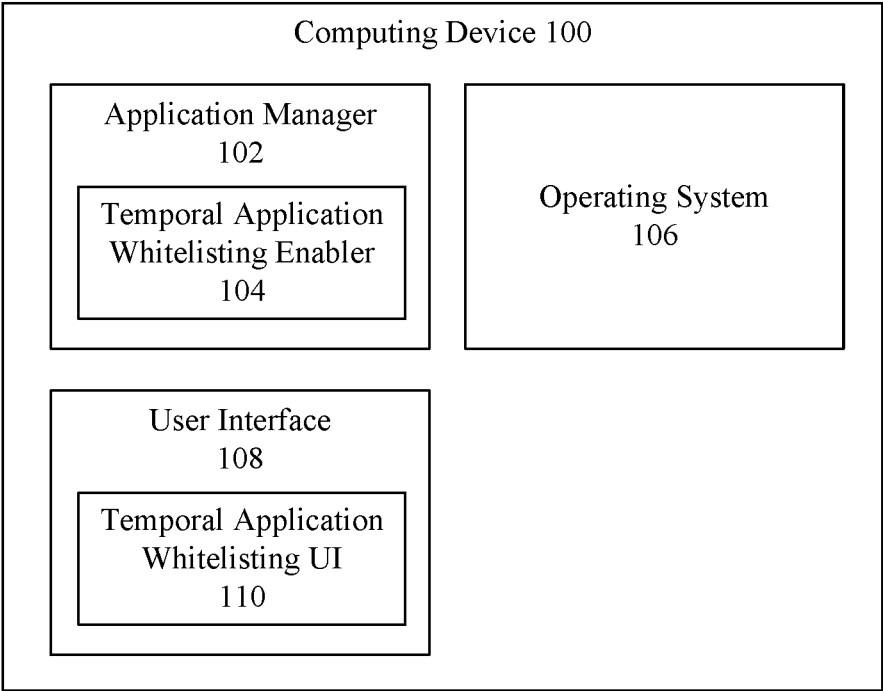 Computing Device 100
Application Manager
102
Temporal Application
Whitelisting Enabler
104
Operating System
106
User Interface
108
Temporal Application
Whitelisting UI
110